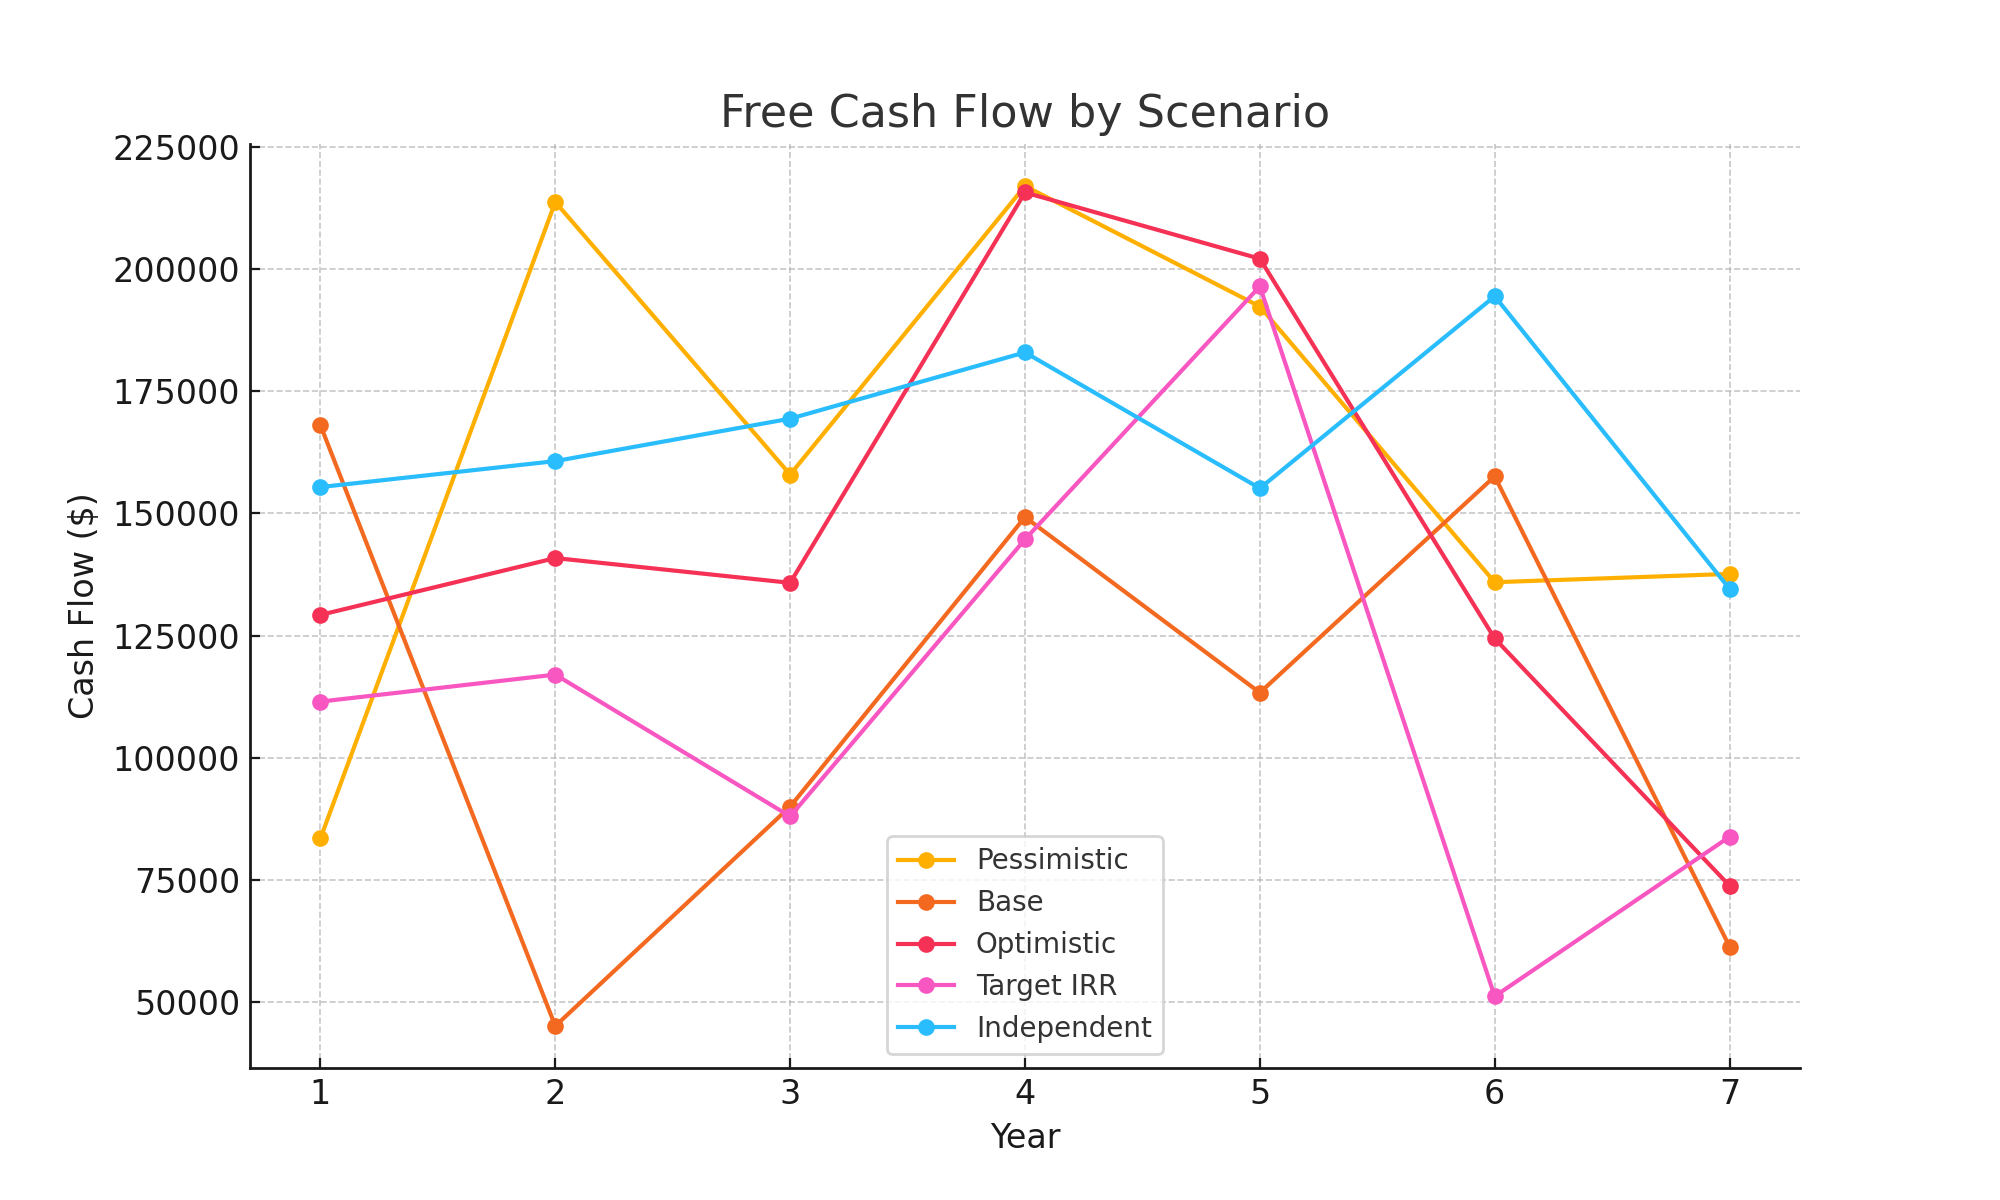 Free Cash Flow by Scenario
225000
200000
175000
150000
125000
100000
75000
50000
Cash Flow ($)
Pessimistic
Base
Optimistic
Target IRR
Independent
1 2 3 4 5 6 7
Year